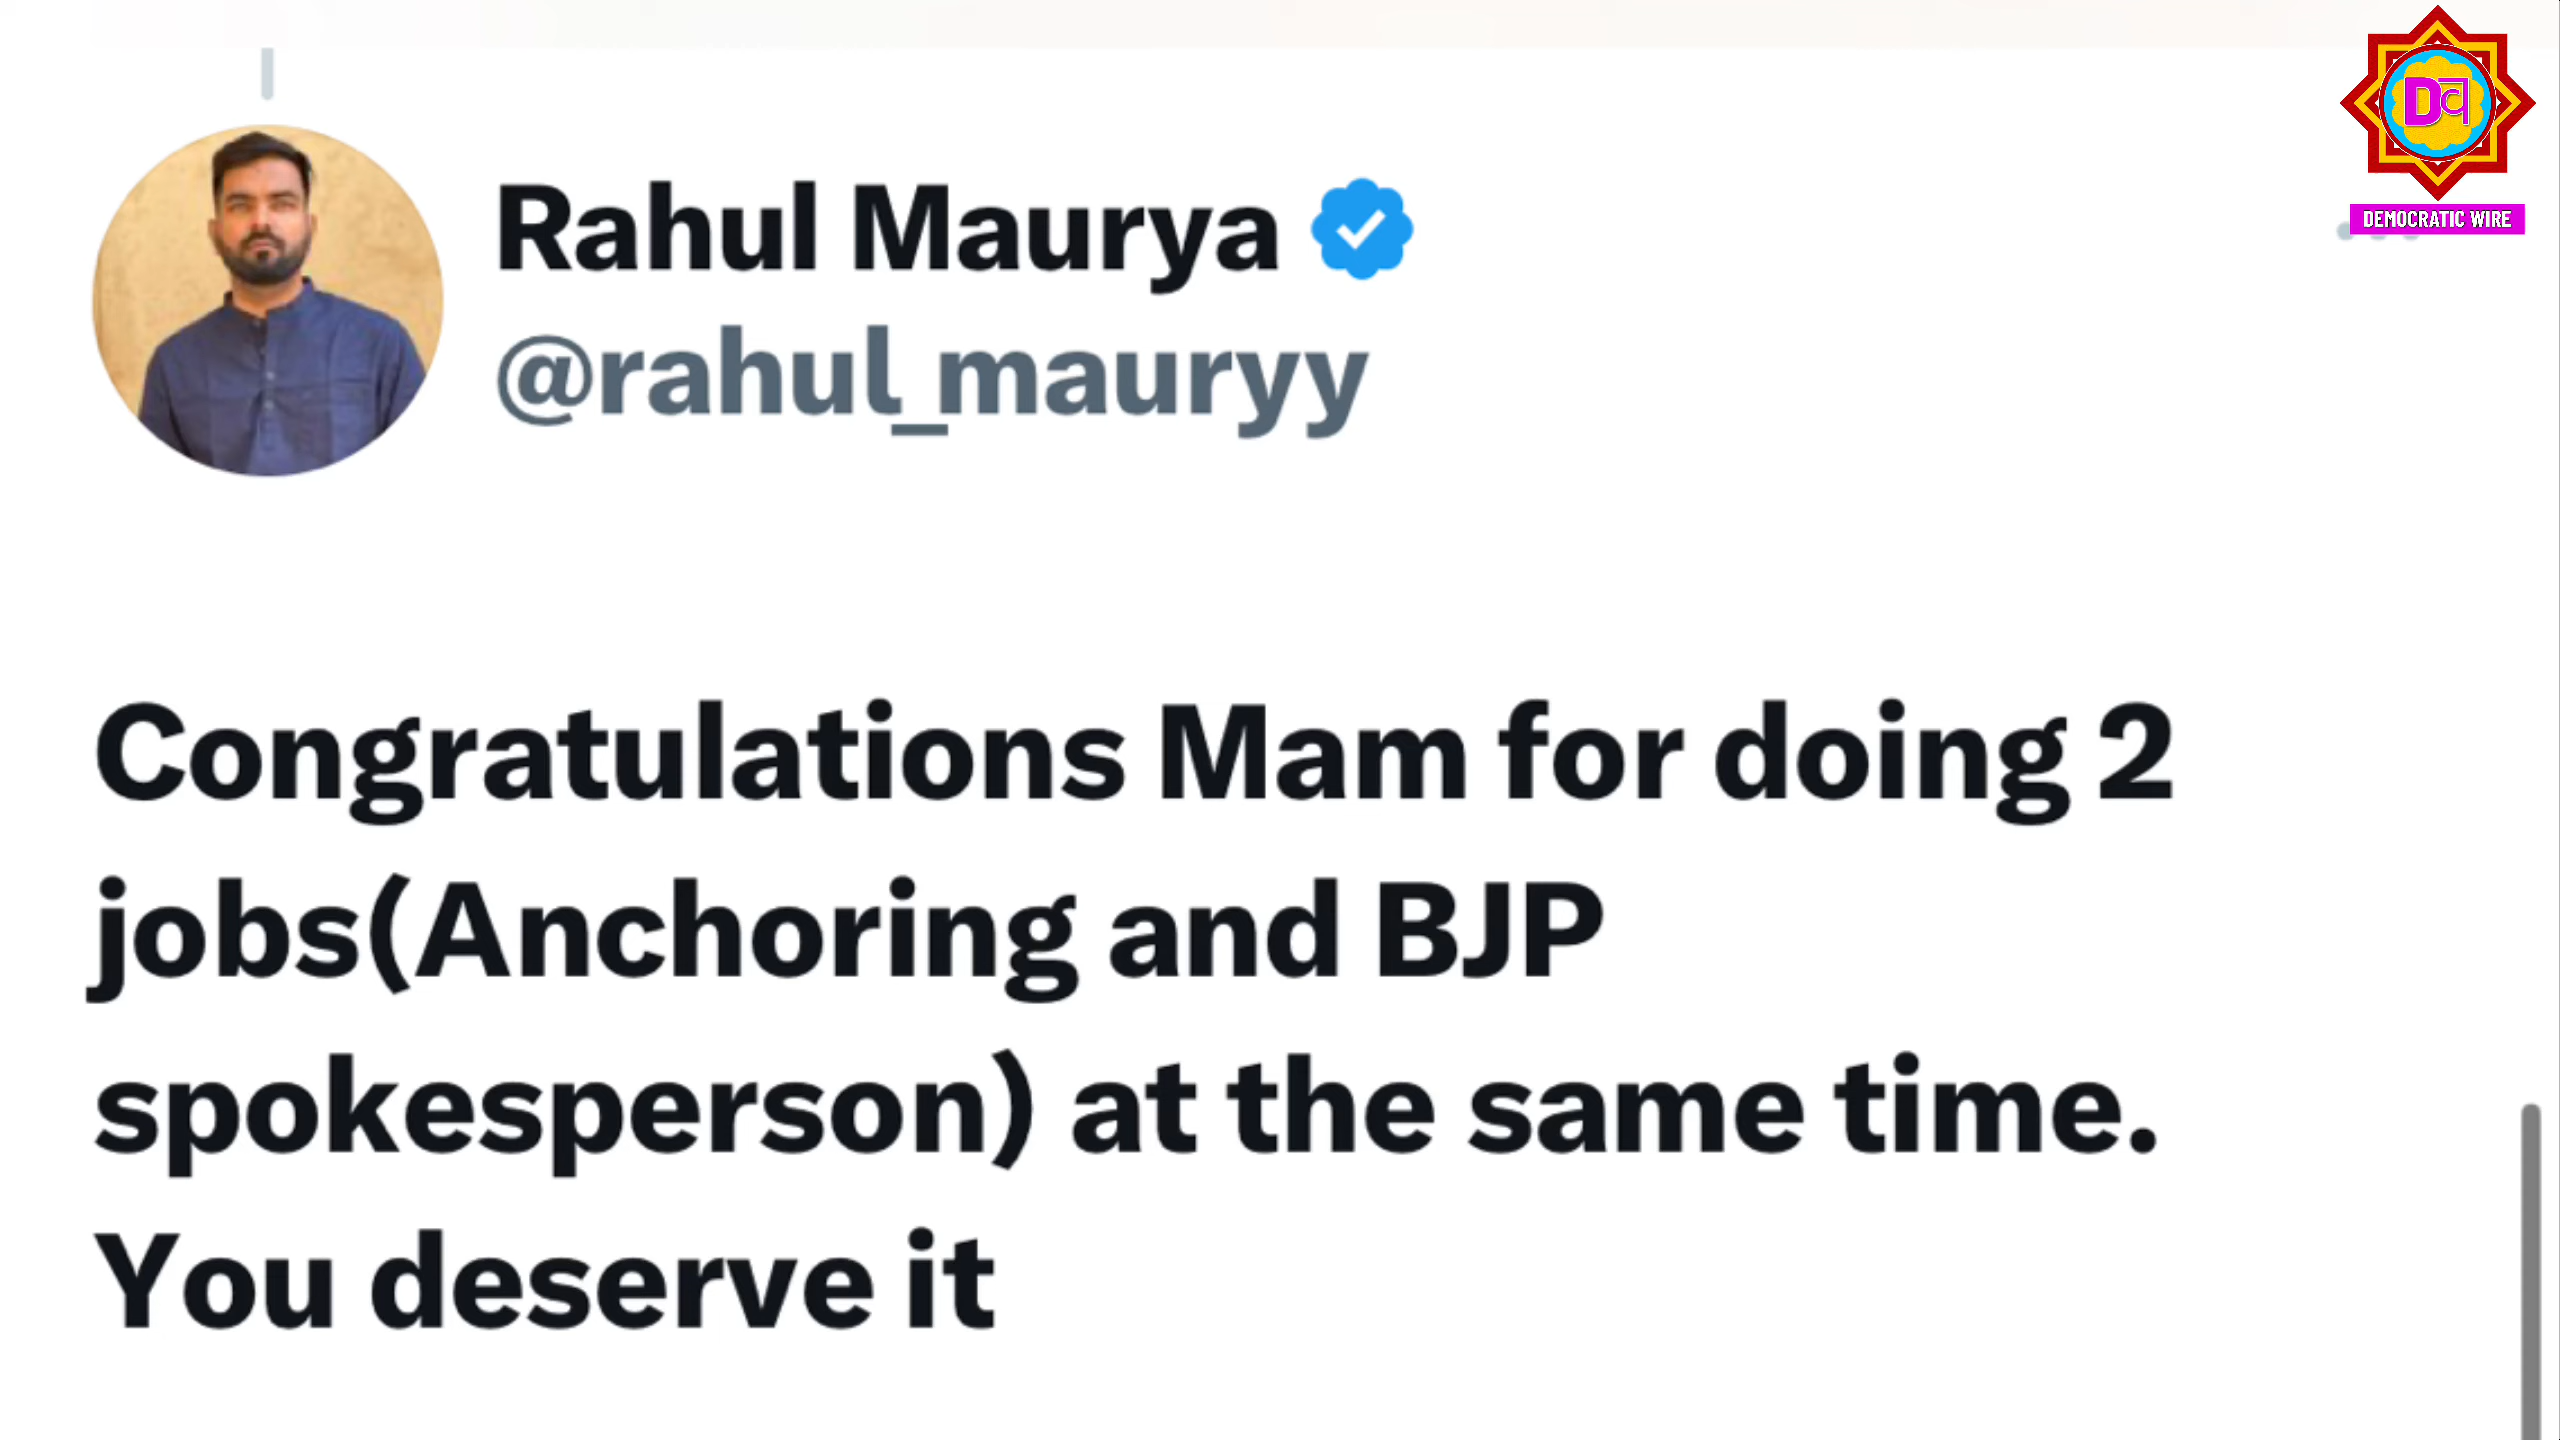 Rahul Maurya
@rahul_mauryy
Congratulations Mam for doing 2
jobs(Anchoring and BJP
spokesperson) at the same time.
You deserve it
Dव
DEMOCRATIC WIRE